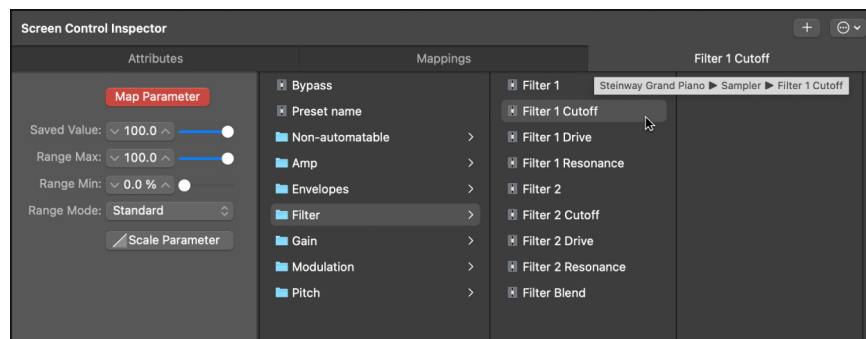 Screen Control Inspector
Attributes
Mappings
Filter 1 Cutoff
Map Parameter
Saved Value: 100.0
Range Max: 100.0
Range Min: 0.0 %
Range Mode: Standard
Scale Parameter
Bypass
Preset name
Non-automatable
Amp
Envelopes
Filter
Gain
Modulation
Pitch
Filter 1
Filter 1 Cutoff
Filter 1 Drive
Filter 1 Resonance
Filter 2
Filter 2 Cutoff
Filter 2 Drive
Filter 2 Resonance
Filter Blend
Steinway Grand Piano ▶ Sampler ▶ Filter 1 Cutoff